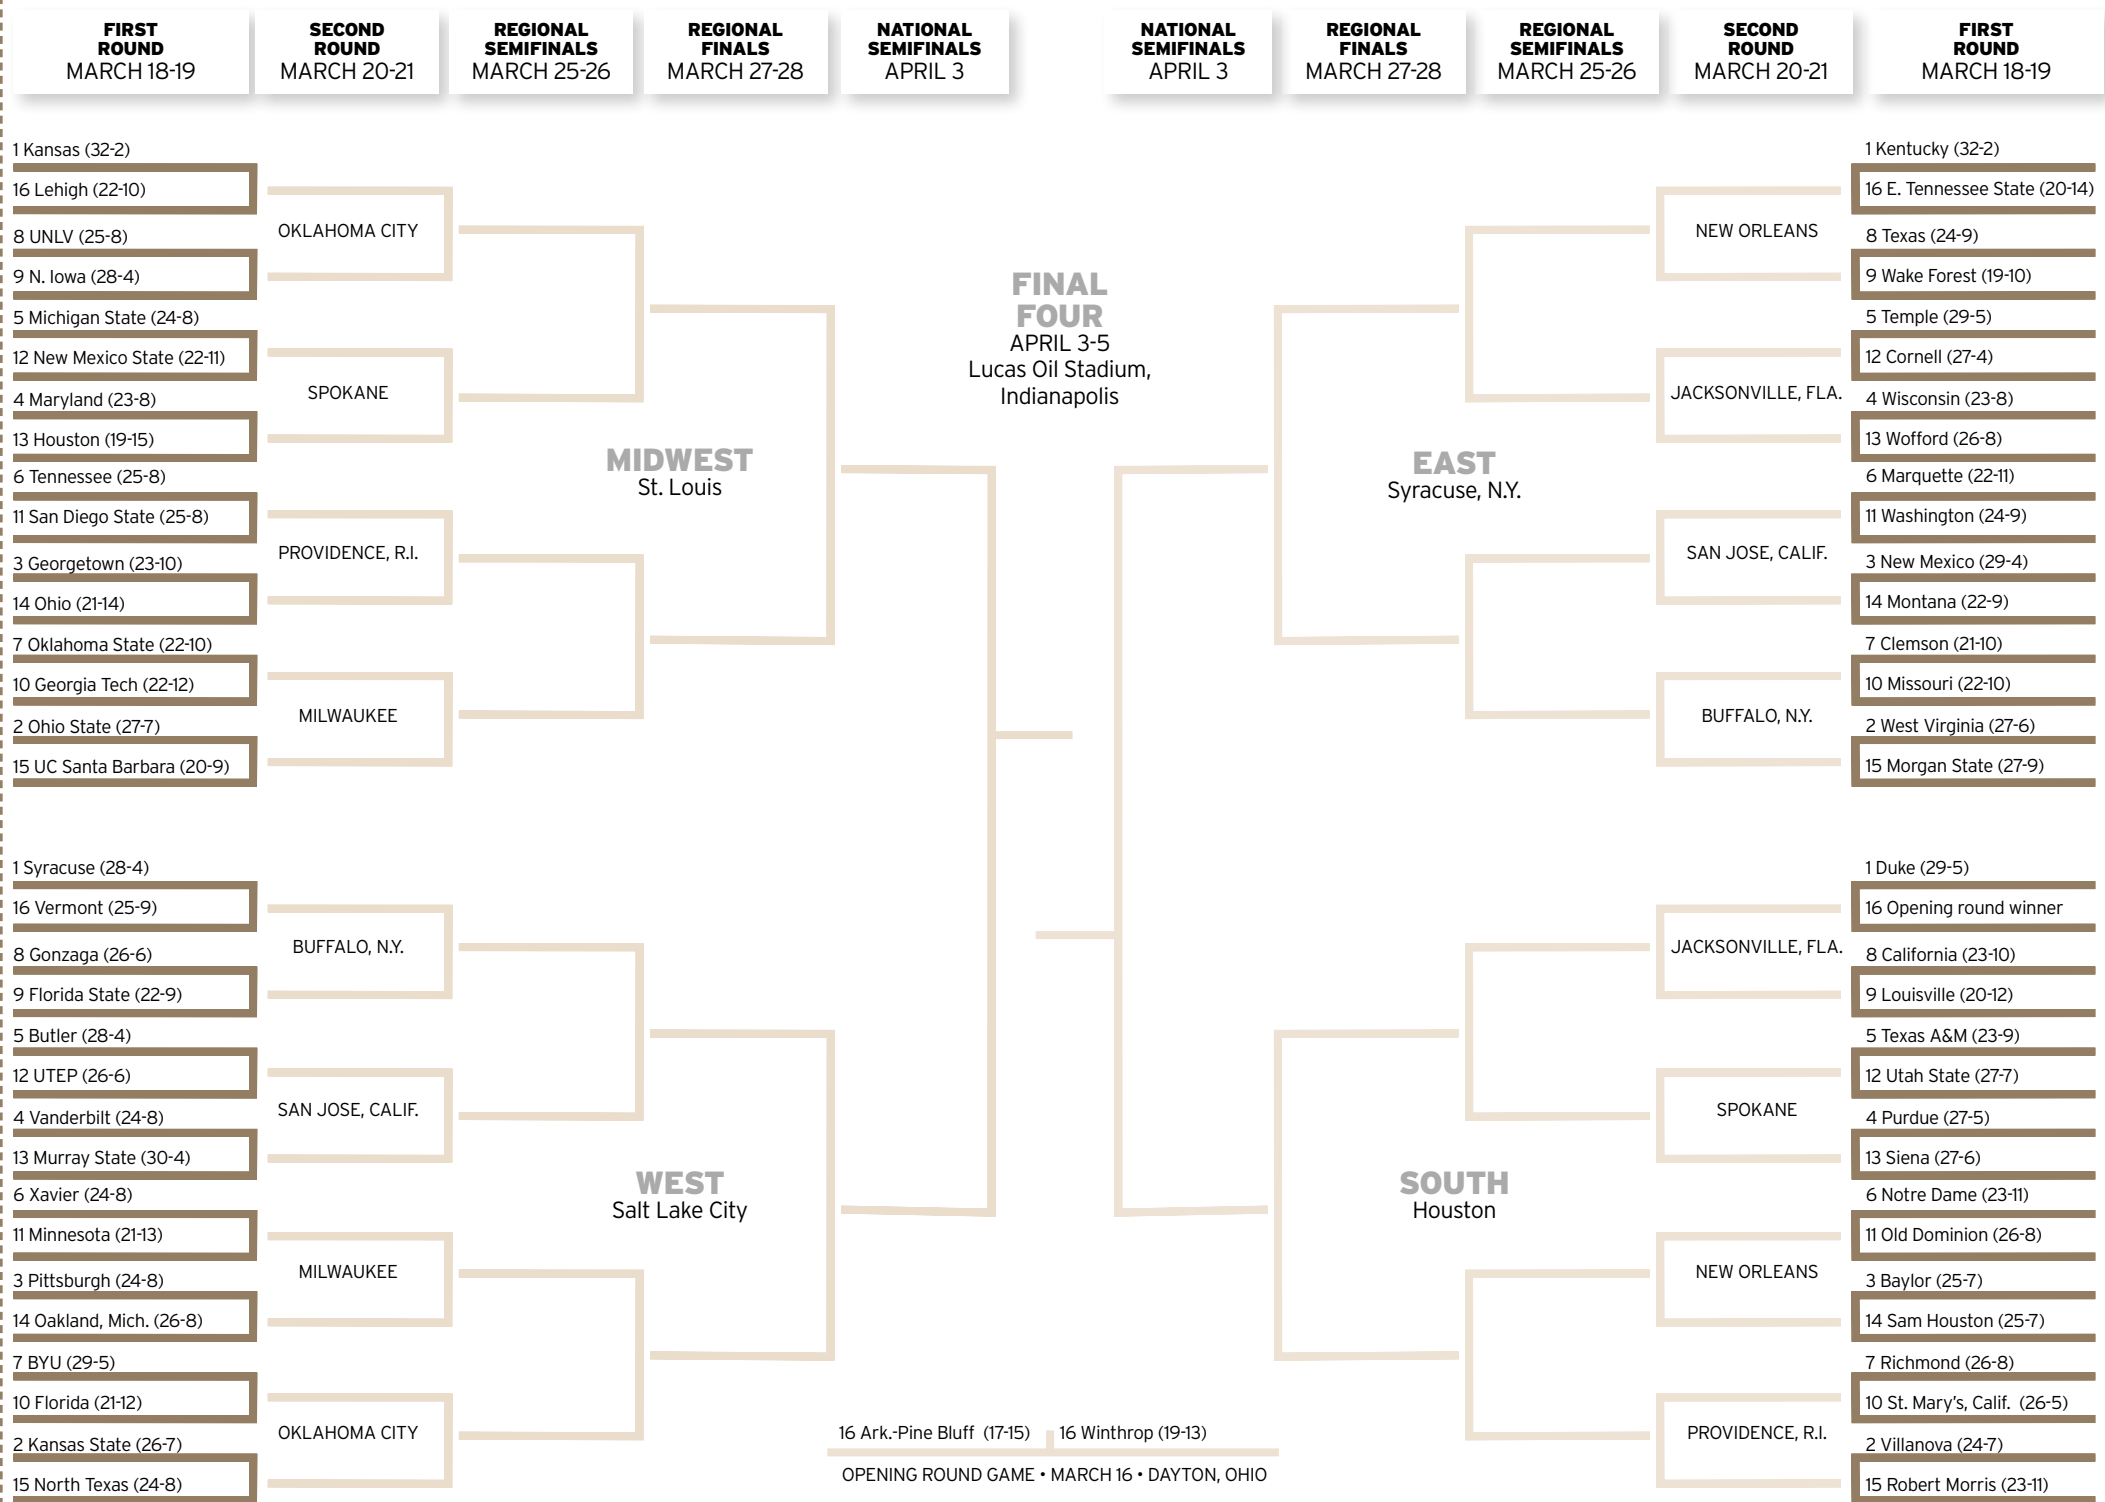 FIRST
ROUND
MARCH 18-19
SECOND
ROUND
MARCH 20-21
REGIONAL
SEMIFINALS
MARCH 25-26
REGIONAL
FINALS
MARCH 27-28
NATIONAL
SEMIFINALS
APRIL 3
NATIONAL
SEMIFINALS
APRIL 3
REGIONAL
FINALS
MARCH 27-28
REGIONAL
SEMIFINALS
MARCH 25-26
SECOND
ROUND
MARCH 20-21
FIRST
ROUND
MARCH 18-19
1 Kansas (32-2)
16 Lehigh (22-10)
8 UNLV (25-8)
9 N. Iowa (28-4)
5 Michigan State (24-8)
12 New Mexico State (22-11)
4 Maryland (23-8)
13 Houston (19-15)
6 Tennessee (25-8)
11 San Diego State (25-8)
3 Georgetown (23-10)
14 Ohio (21-14)
7 Oklahoma State (22-10)
10 Georgia Tech (22-12)
2 Ohio State (27-7)
15 UC Santa Barbara (20-9)
OKLAHOMA CITY
SPOKANE
PROVIDENCE, R.I.
MILWAUKEE
MIDWEST
St. Louis
FINAL
FOUR
APRIL 3-5
Lucas Oil Stadium,
Indianapolis
EAST
Syracuse, N.Y.
NEW ORLEANS
JACKSONVILLE, FLA.
SAN JOSE, CALIF.
BUFFALO, N.Y.
1 Kentucky (32-2)
16 E. Tennessee State (20-14)
8 Texas (24-9)
9 Wake Forest (19-10)
5 Temple (29-5)
12 Cornell (27-4)
4 Wisconsin (23-8)
13 Wofford (26-8)
6 Marquette (22-11)
11 Washington (24-9)
3 New Mexico (29-4)
14 Montana (22-9)
7 Clemson (21-10)
10 Missouri (22-10)
2 West Virginia (27-6)
15 Morgan State (27-9)
1 Syracuse (28-4)
16 Vermont (25-9)
8 Gonzaga (26-6)
9 Florida State (22-9)
5 Butler (28-4)
12 UTEP (26-6)
4 Vanderbilt (24-8)
13 Murray State (30-4)
6 Xavier (24-8)
11 Minnesota (21-13)
3 Pittsburgh (24-8)
14 Oakland, Mich. (26-8)
7 BYU (29-5)
10 Florida (21-12)
2 Kansas State (26-7)
15 North Texas (24-8)
BUFFALO, N.Y.
SAN JOSE, CALIF.
MILWAUKEE
OKLAHOMA CITY
WEST
Salt Lake City
SOUTH
Houston
JACKSONVILLE, FLA.
SPOKANE
NEW ORLEANS
PROVIDENCE, R.I.
1 Duke (29-5)
16 Opening round winner
8 California (23-10)
9 Louisville (20-12)
5 Texas A&M (23-9)
12 Utah State (27-7)
4 Purdue (27-5)
13 Siena (27-6)
6 Notre Dame (23-11)
11 Old Dominion (26-8)
3 Baylor (25-7)
14 Sam Houston (25-7)
7 Richmond (26-8)
10 St. Mary's, Calif. (26-5)
2 Villanova (24-7)
15 Robert Morris (23-11)
16 Ark.-Pine Bluff (17-15)
16 Winthrop (19-13)
OPENING ROUND GAME • MARCH 16 • DAYTON, OHIO